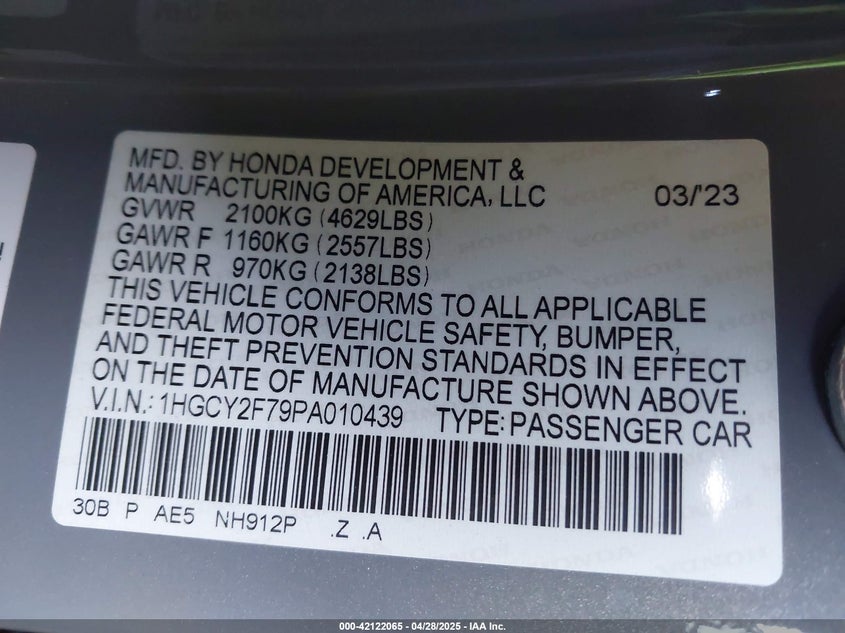 MFD. BY HONDA DEVELOPMENT &
MANUFACTURING OF AMERICA, LLC 03/'23
GVWR 2100KG (4629LBS)
GAWR F 1160KG (2557LBS)
GAWR R 970KG (2138LBS)
THIS VEHICLE CONFORMS TO ALL APPLICABLE
FEDERAL MOTOR VEHICLE SAFETY, BUMPER,
AND THEFT PREVENTION STANDARDS IN EFFECT
ON THE DATE OF MANUFACTURE SHOWN ABOVE.
V.I.N.: 1HGCY2F79PA010439 TYPE: PASSENGER CAR
30B P AE5 NH912P .Z .A
000-42122065 - 04/28/2025 - IAA Inc.